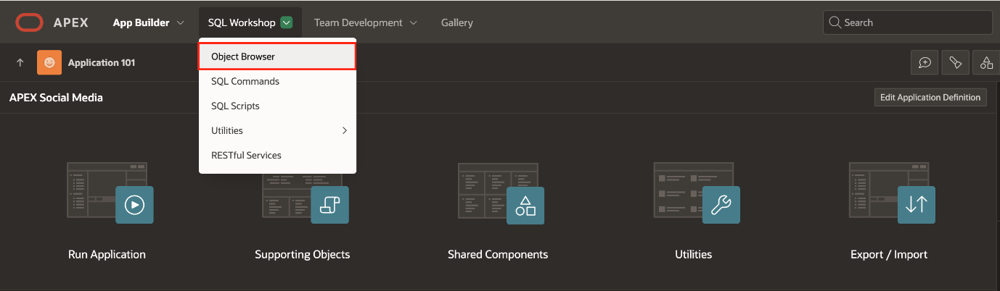 APEX App Builder SQL Workshop Team Development Gallery Search
Object Browser
Application 101
SQL Commands
APEX Social Media Edit Application Definition
SQL Scripts
Utilities
RESTful Services
Run Application Supporting Objects Shared Components Utilities Export / Import